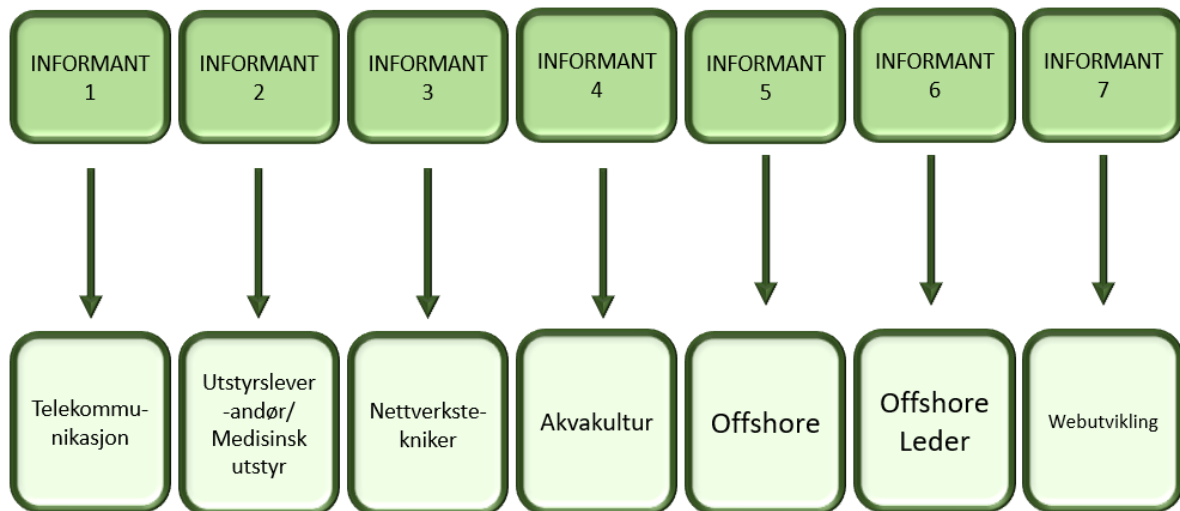 INFORMANT
1
INFORMANT
2
INFORMANT
3
INFORMANT
4
INFORMANT
5
INFORMANT
6
INFORMANT
7
Telekommu-
nikasjon
Utstyrslever
-andør/
Medisinsk
utstyr
Nettverkste-
kniker
Akvakultur
Offshore
Offshore
Leder
Webutvikling